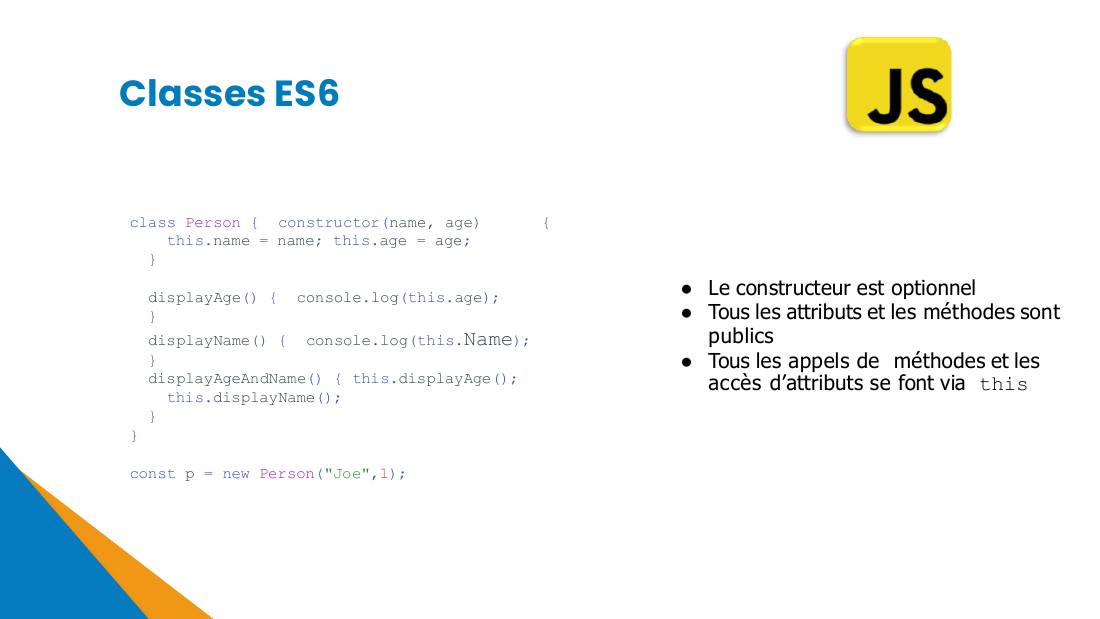 Classes ES6
JS
class Person {  constructor(name, age)       {
    this.name = name; this.age = age;
  }
  displayAge() {  console.log(this.age);
  }
  displayName() {  console.log(this.Name);
  }
  displayAgeAndName() { this.displayAge();
    this.displayName();
  }
}
const p = new Person("Joe",1);
● Le constructeur est optionnel
● Tous les attributs et les méthodes sont
publics
● Tous les appels de  méthodes et les
accès d’attributs se font via  this